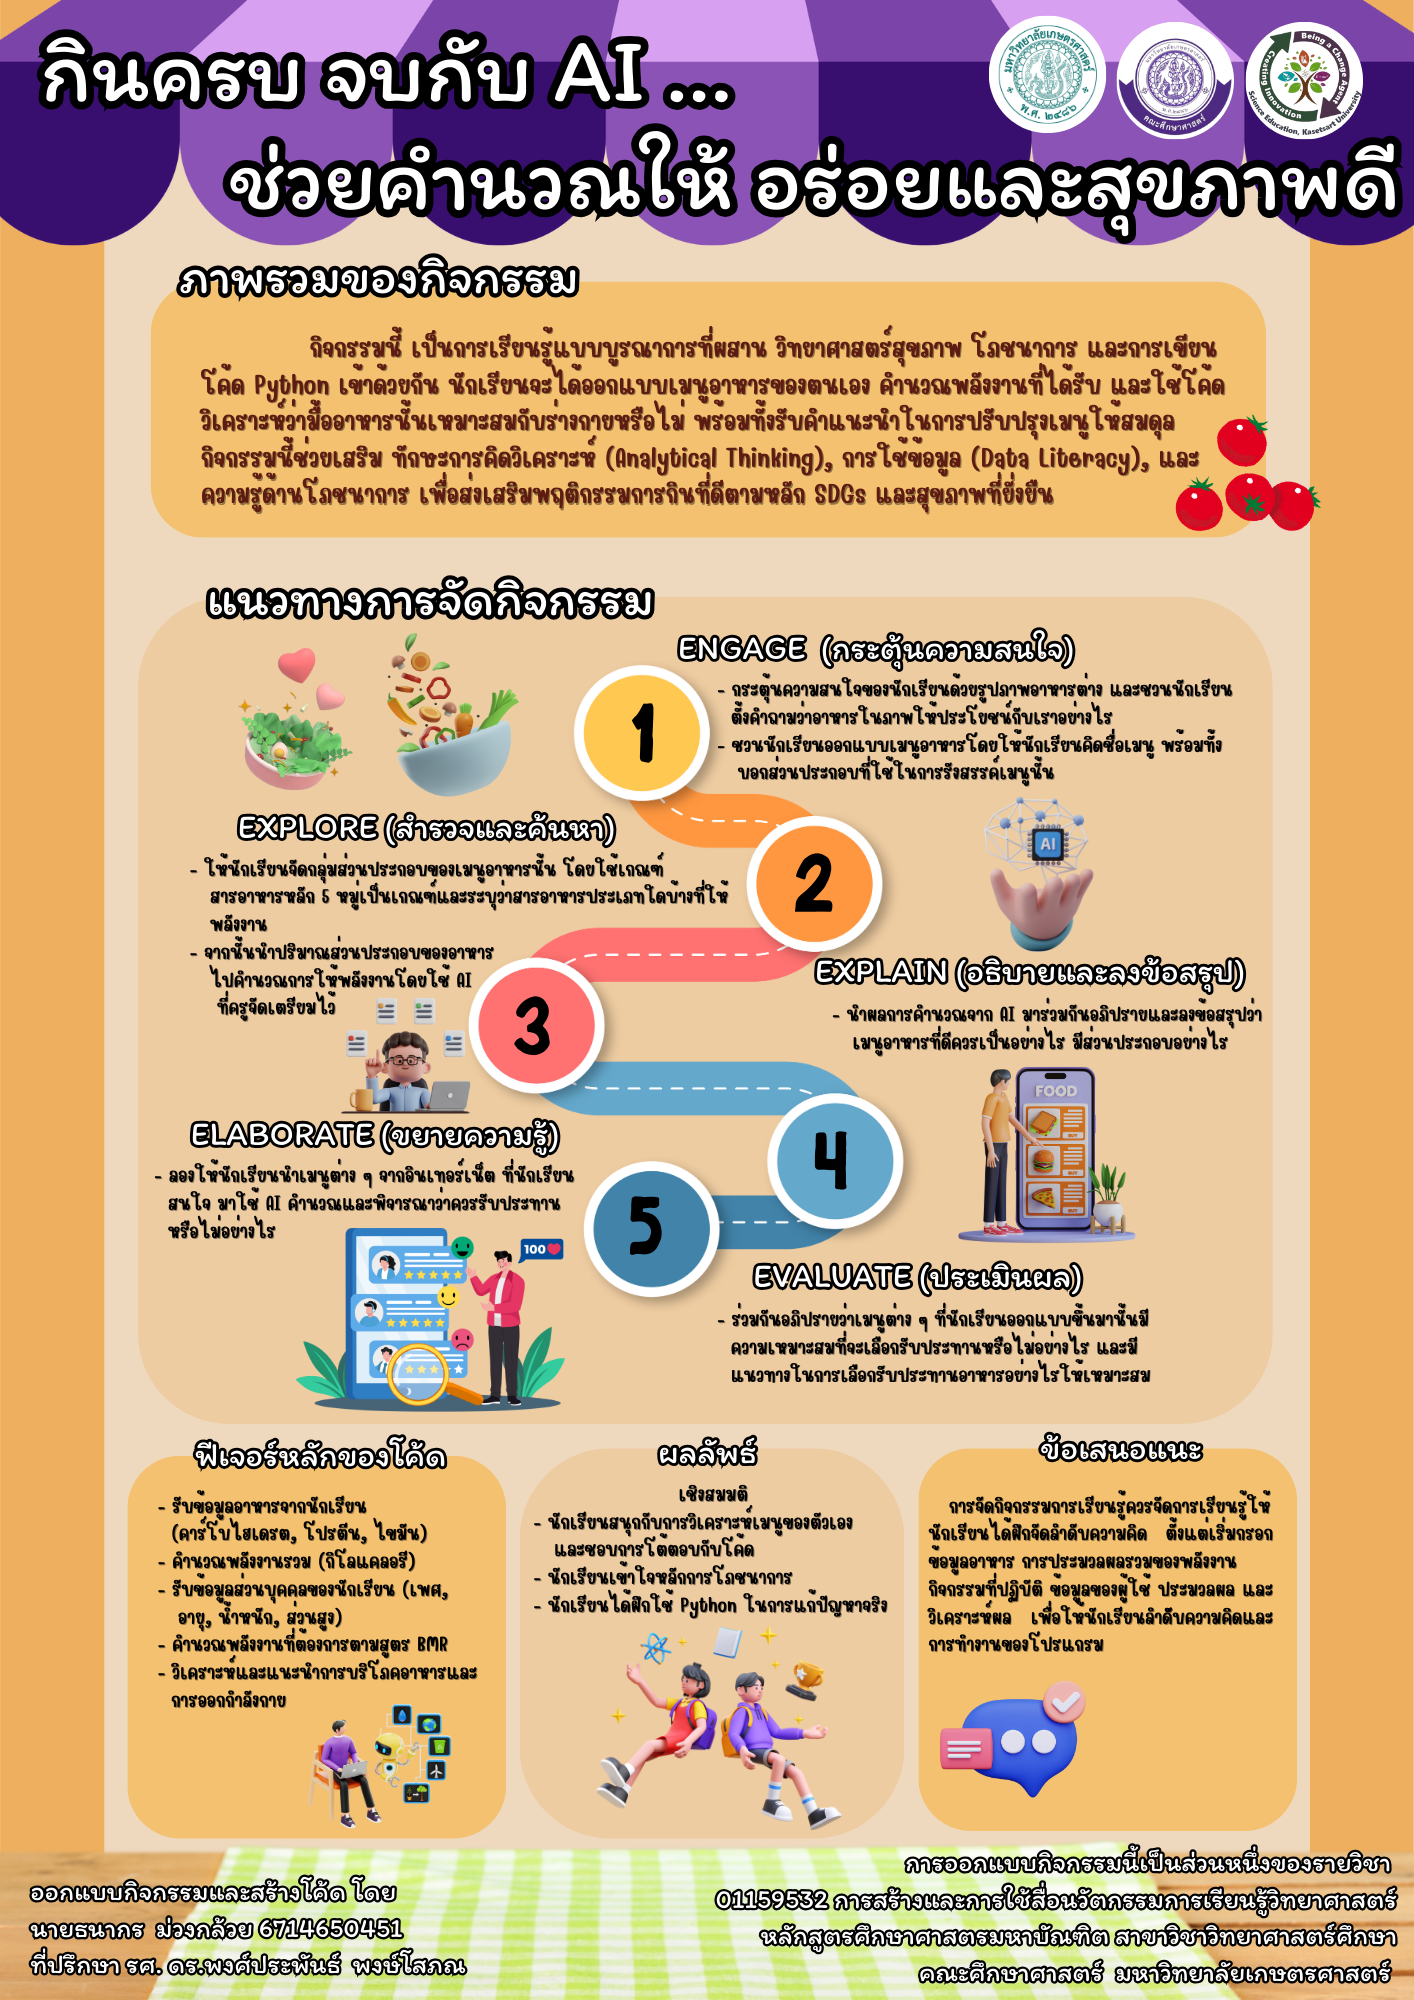 กินครบ จบกับ AI ...
ช่วยคำนวณให้ อร่อยและสุขภาพดี
มหาวิทยาลัยเกษตรศาสตร์
พ.ศ. ๒๔๘๖
คณะศึกษาศาสตร์
Being a Change Agent
Creating Innovation
Science Education, Kasetsart University
ภาพรวมของกิจกรรม
กิจกรรมนี้ เป็นการเรียนรู้แบบบูรณาการที่ผสาน วิทยาศาสตร์สุขภาพ โภชนาการ และการเขียน
โค้ด Python เข้าด้วยกัน นักเรียนจะได้ออกแบบเมนูอาหารของตนเอง คำนวณพลังงานที่ได้รับ และใช้โค้ด
วิเคราะห์ว่ามื้ออาหารนั้นเหมาะสมกับร่างกายหรือไม่ พร้อมทั้งรับคำแนะนำในการปรับปรุงเมนูให้สมดุล
กิจกรรมนี้ช่วยเสริม ทักษะการคิดวิเคราะห์ (Analytical Thinking), การใช้ข้อมูล (Data Literacy), และ
ความรู้ด้านโภชนาการ เพื่อส่งเสริมพฤติกรรมการกินที่ดีตามหลัก SDGs และสุขภาพที่ยั่งยืน
แนวทางการจัดกิจกรรม
ENGAGE (กระตุ้นความสนใจ)
- กระตุ้นความสนใจของนักเรียนด้วยรูปภาพอาหารต่าง และชวนนักเรียน
ตั้งคำถามว่าอาหารในภาพให้ประโยชน์กับเราอย่างไร
- ชวนนักเรียนออกแบบเมนูอาหารโดยให้นักเรียนคิดชื่อเมนู พร้อมทั้ง
บอกส่วนประกอบที่ใช้ในการรังสรรค์เมนูนั้น
1
EXPLORE (สำรวจและค้นหา)
- ให้นักเรียนจัดกลุ่มส่วนประกอบของเมนูอาหารนั้น โดยใช้เกณฑ์
สารอาหารหลัก 5 หมู่เป็นเกณฑ์และระบุว่าสารอาหารประเภทใดบ้างที่ให้
พลังงาน
- จากนั้นนำปริมาณส่วนประกอบของอาหาร
ไปคำนวณการให้พลังงานโดยใช้ AI
ที่ครูจัดเตรียมไว้
2
AI
EXPLAIN (อธิบายและลงข้อสรุป)
- นำผลการคำนวณจาก AI มาร่วมกันอภิปรายและลงข้อสรุปว่า
เมนูอาหารที่ดีควรเป็นอย่างไร มีส่วนประกอบอย่างไร
3
FOOD
BUY
BUY
BUY
ELABORATE (ขยายความรู้)
- ลองให้นักเรียนนำเมนูต่าง ๆ จากอินเทอร์เน็ต ที่นักเรียน
สนใจ มาใช้ AI คำนวณและพิจารณาว่าควรรับประทาน
หรือไม่อย่างไร
4
5
100
EVALUATE (ประเมินผล)
- ร่วมกันอภิปรายว่าเมนูต่าง ๆ ที่นักเรียนออกแบบขึ้นมานั้นมี
ความเหมาะสมที่จะเลือกรับประทานหรือไม่อย่างไร และมี
แนวทางในการเลือกรับประทานอาหารอย่างไรให้เหมาะสม
ฟีเจอร์หลักของโค้ด
- รับข้อมูลอาหารจากนักเรียน
(คาร์โบไฮเดรต, โปรตีน, ไขมัน)
- คำนวณพลังงานรวม (กิโลแคลอรี)
- รับข้อมูลส่วนบุคคลของนักเรียน (เพศ,
อายุ, น้ำหนัก, ส่วนสูง)
- คำนวณพลังงานที่ต้องการตามสูตร BMR
- วิเคราะห์และแนะนำการบริโภคอาหารและ
การออกกำลังกาย
ผลลัพธ์
เชิงสมมติ
- นักเรียนสนุกกับการวิเคราะห์เมนูของตัวเอง
และชอบการโต้ตอบกับโค้ด
- นักเรียนเข้าใจหลักการโภชนาการ
- นักเรียนได้ฝึกใช้ Python ในการแก้ปัญหาจริง
ข้อเสนอแนะ
การจัดกิจกรรมการเรียนรู้ควรจัดการเรียนรู้ให้
นักเรียนได้ฝึกจัดลำดับความคิด ตั้งแต่เริ่มกรอก
ข้อมูลอาหาร การประมวลผลรวมของพลังงาน
กิจกรรมที่ปฏิบัติ ข้อมูลของผู้ใช้ ประมวลผล และ
วิเคราะห์ผล เพื่อให้นักเรียนลำดับความคิดและ
การทำงานของโปรแกรม
ออกแบบกิจกรรมและสร้างโค้ด โดย
นายธนากร ม่วงกล้วย 6714650451
ที่ปรึกษา รศ. ดร.พงศ์ประพันธ์ พงษ์โสภณ
การออกแบบกิจกรรมนี้เป็นส่วนหนึ่งของรายวิชา
01159532 การสร้างและการใช้สื่อนวัตกรรมการเรียนรู้วิทยาศาสตร์
หลักสูตรศึกษาศาสตรมหาบัณฑิต สาขาวิชาวิทยาศาสตร์ศึกษา
คณะศึกษาศาสตร์ มหาวิทยาลัยเกษตรศาสตร์